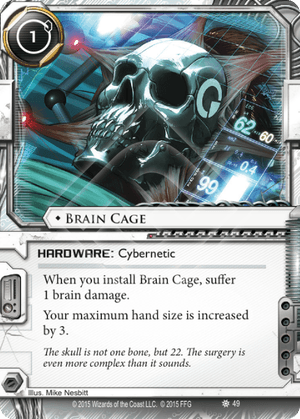 1
62
60
0.4
99
• Brain Cage
HARDWARE: Cybernetic
When you install Brain Cage, suffer
1 brain damage.
Your maximum hand size is increased
by 3.
The skull is not one bone, but 22. The surgery is
even more complex than it sounds.
Illus. Mike Nesbitt
© 2015 Wizards of the Coast LLC. © 2015 FFG 49